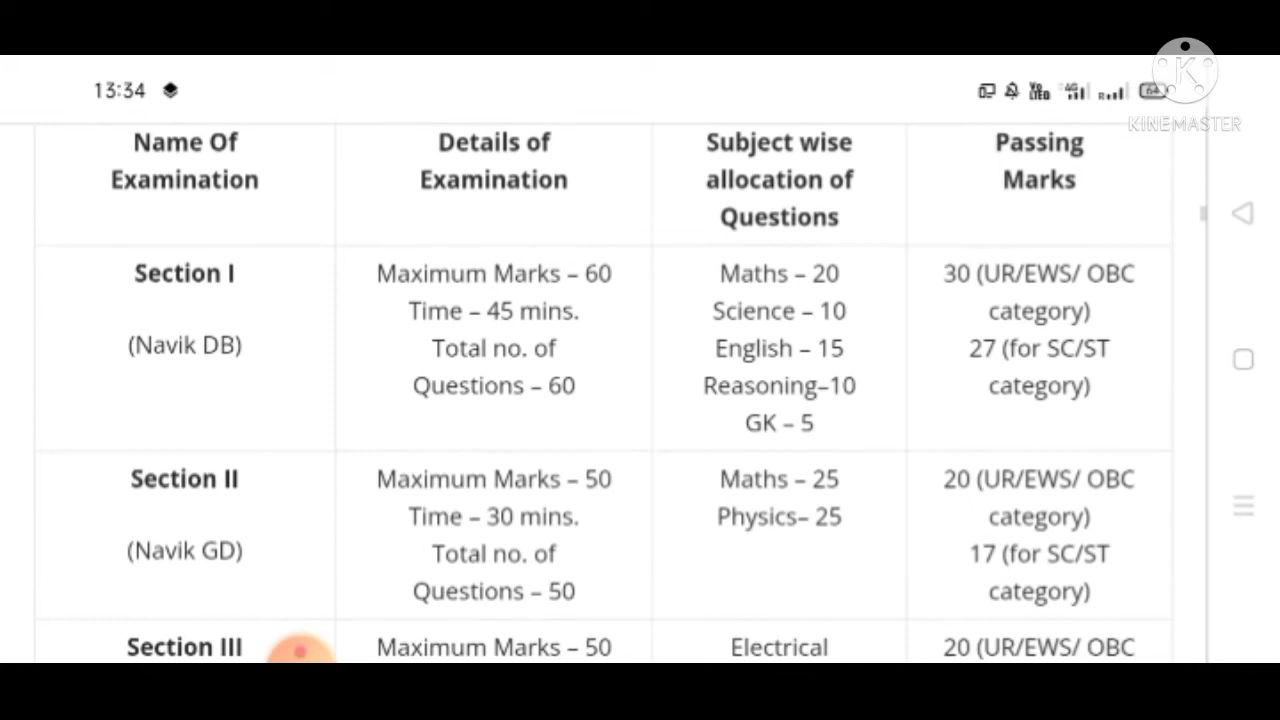 13:34
VoLTE
4G
R
64
KINEMASTER
Name Of
Examination
Details of
Examination
Subject wise
allocation of
Questions
Passing
Marks
Section I
(Navik DB)
Maximum Marks – 60
Time – 45 mins.
Total no. of
Questions – 60
Maths – 20
Science – 10
English – 15
Reasoning–10
GK – 5
30 (UR/EWS/ OBC
category)
27 (for SC/ST
category)
Section II
(Navik GD)
Maximum Marks – 50
Time – 30 mins.
Total no. of
Questions – 50
Maths – 25
Physics– 25
20 (UR/EWS/ OBC
category)
17 (for SC/ST
category)
Section III
Maximum Marks – 50
Electrical
20 (UR/EWS/ OBC